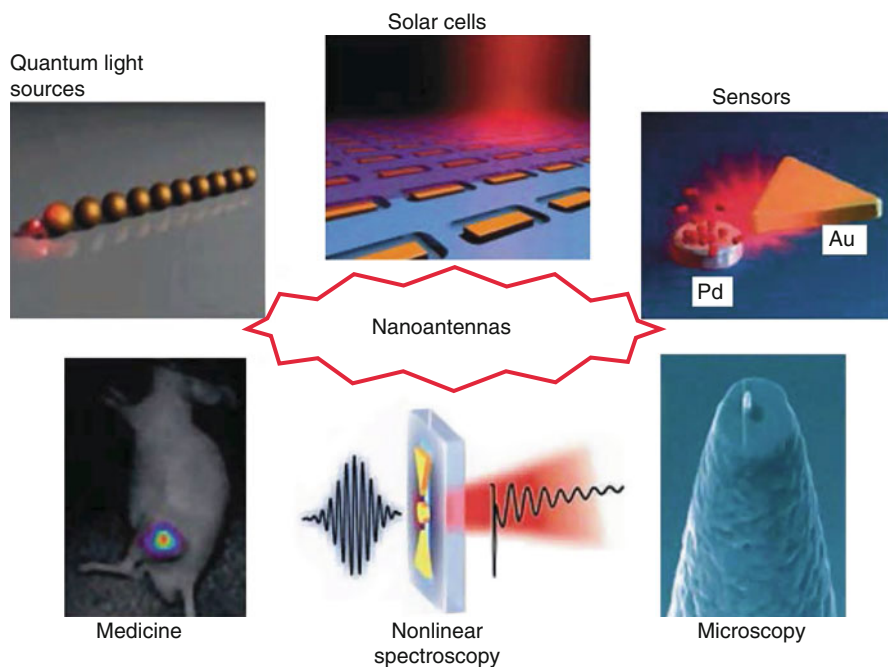 Solar cells
Quantum light
sources
Sensors
Au
Pd
Nanoantennas
Medicine
Nonlinear
spectroscopy
Microscopy